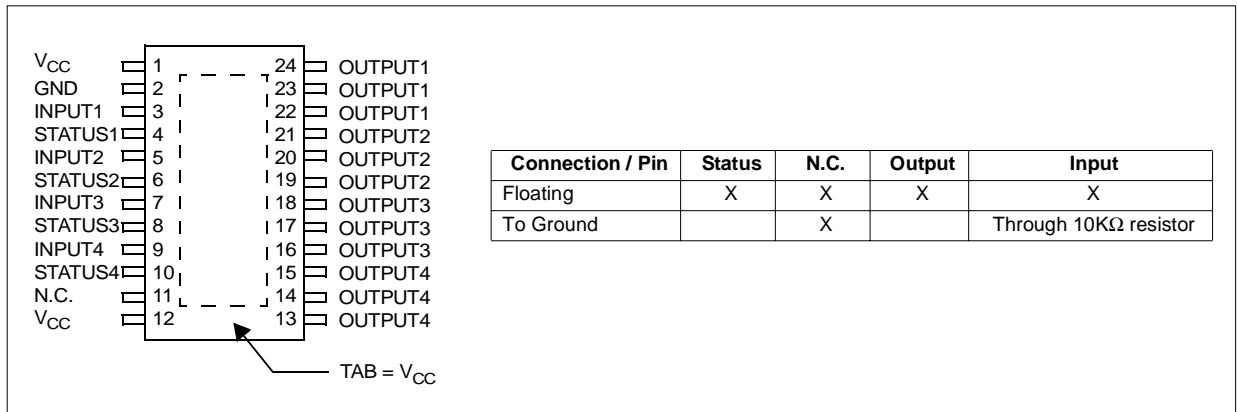 VCC 1 24 OUTPUT1
GND 2 23 OUTPUT1
INPUT1 3 22 OUTPUT1
STATUS1 4 21 OUTPUT2
INPUT2 5 20 OUTPUT2
STATUS2 6 19 OUTPUT2
INPUT3 7 18 OUTPUT3
STATUS3 8 17 OUTPUT3
INPUT4 9 16 OUTPUT3
STATUS4 10 15 OUTPUT4
N.C. 11 14 OUTPUT4
VCC 12 13 OUTPUT4
TAB = VCC
Connection / Pin Status N.C. Output Input
Floating X X X X
To Ground X Through 10KΩ resistor